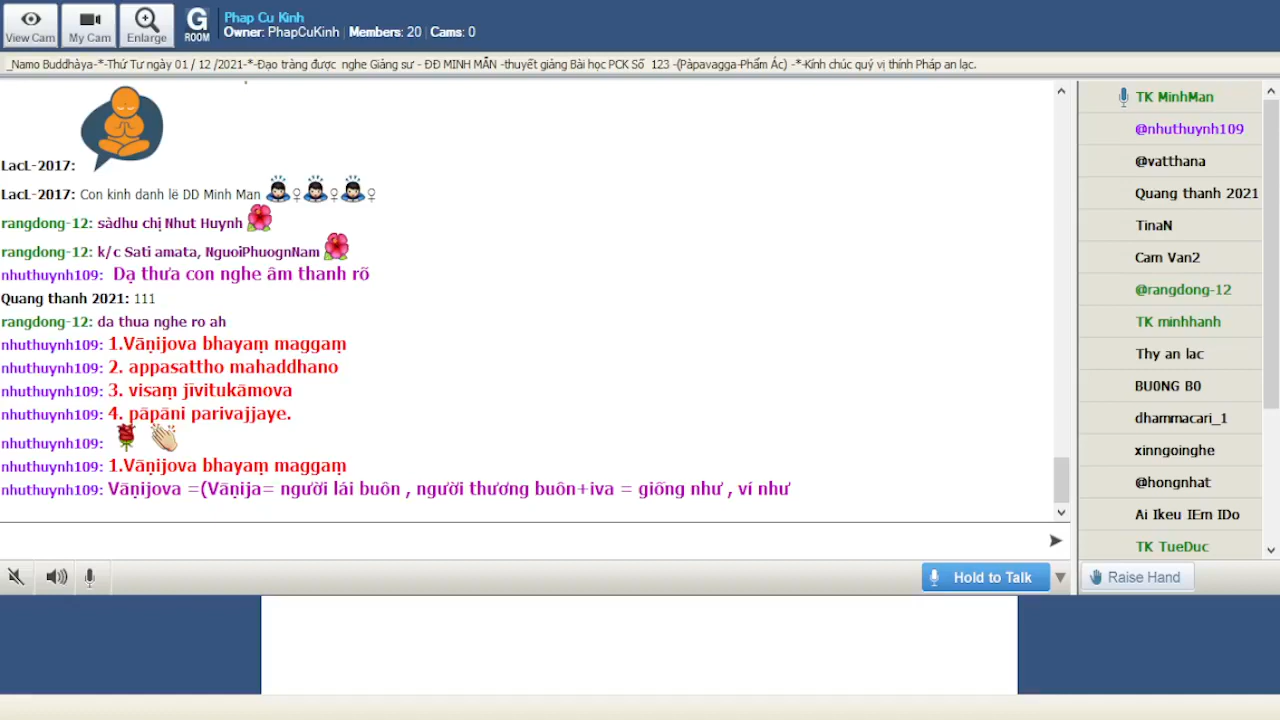 View Cam
My Cam
Enlarge
G
ROOM
Phap Cu Kinh
Owner: PhapCuKinh | Members: 20 | Cams: 0
_Namo Buddhàya-*-Thứ Tư ngày 01 / 12 /2021-*-Đạo tràng được nghe Giảng sư - ĐĐ MINH MẪN -thuyết giảng Bài học PCK Số 123 -(Pàpavagga-Phẩm Ác) -*-Kính chúc quý vị thính Pháp an lạc.
LacL-2017:
LacL-2017: Con kinh danh lē DD Minh Man
rangdong-12: sàdhu chị Nhut Huynh
rangdong-12: k/c Sati amata, NguoiPhuognNam
nhuthuynh109: Dạ thưa con nghe âm thanh rõ
Quang thanh 2021: 111
rangdong-12: da thua nghe ro ah
nhuthuynh109: 1.Vāṇijova bhayaṃ maggaṃ
nhuthuynh109: 2. appasattho mahaddhano
nhuthuynh109: 3. visaṃ jīvitukāmova
nhuthuynh109: 4. pāpāni parivajjaye.
nhuthuynh109:
nhuthuynh109: 1.Vāṇijova bhayaṃ maggaṃ
nhuthuynh109: Vāṇijova =(Vāṇija= người lái buôn , người thương buôn+iva = giống như , ví như
Hold to Talk
TK MinhMan
@nhuthuynh109
@vatthana
Quang thanh 2021
TinaN
Cam Van2
@rangdong-12
TK minhhanh
Thy an lac
BU0NG B0
dhammacari_1
xinngoinghe
@hongnhat
Ai Ikeu IEm IDo
TK TueDuc
Raise Hand